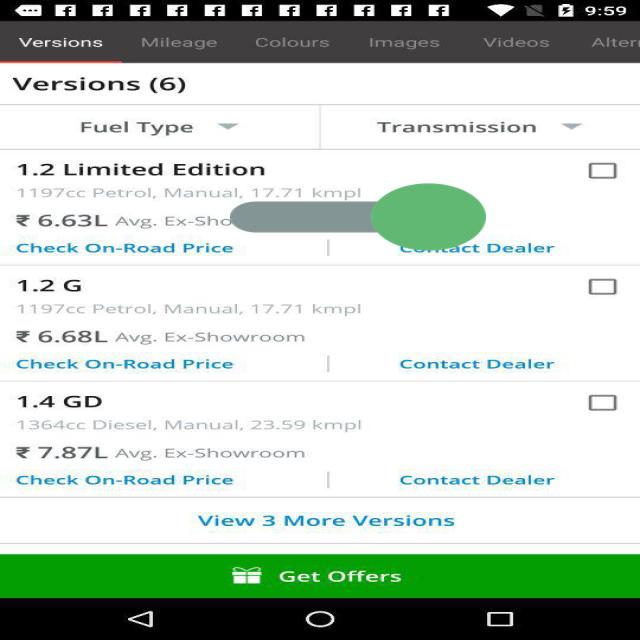 9:59
Versions Mileage Colours Images Videos Alter
Versions (6)
Fuel Type Transmission
1.2 Limited Edition
1197cc Petrol, Manual, 17.71 kmpl
₹ 6.63L Avg. Ex-Sho
Check On-Road Price | Contact Dealer
1.2 G
1197cc Petrol, Manual, 17.71 kmpl
₹ 6.68L Avg. Ex-Showroom
Check On-Road Price | Contact Dealer
1.4 GD
1364cc Diesel, Manual, 23.59 kmpl
₹ 7.87L Avg. Ex-Showroom
Check On-Road Price | Contact Dealer
View 3 More Versions
Get Offers